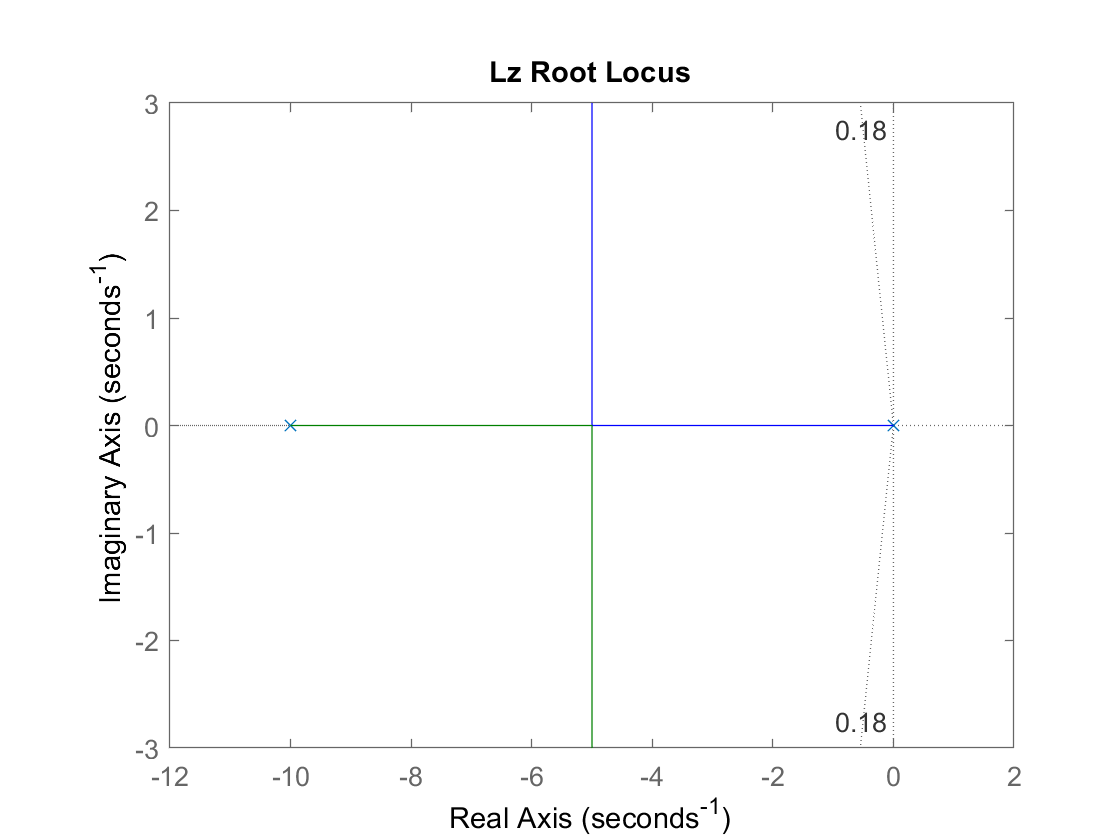 Lz Root Locus
3
2
1
0
-1
-2
-3
0.18
0.18
Imaginary Axis (seconds⁻¹)
-12 -10 -8 -6 -4 -2 0 2
Real Axis (seconds⁻¹)